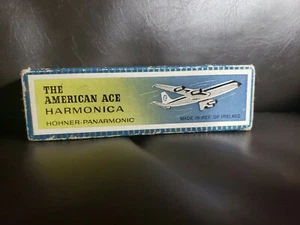 THE
AMERICAN ACE
HARMONICA
HOHNER-PANARMONIC
MADE IN REP. OF IRELAND